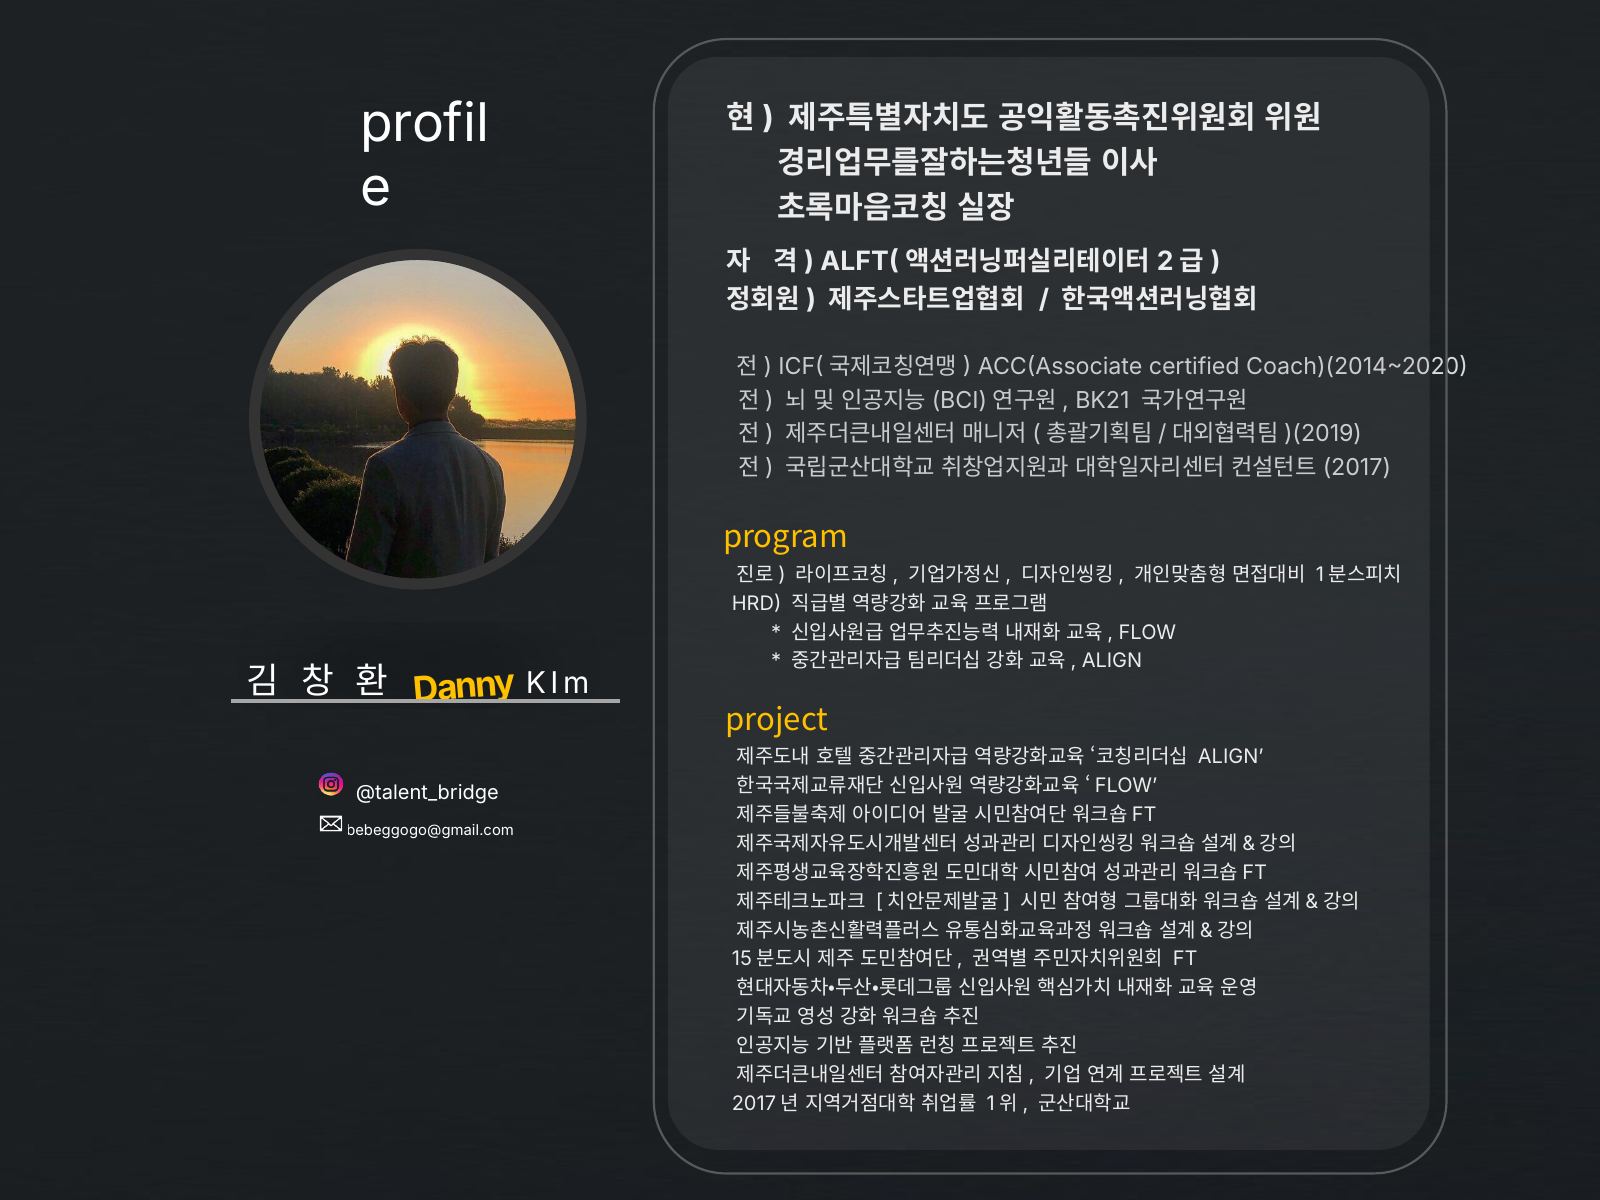 profil
e
김 창 환 Danny KIm
@talent_bridge
bebeggogo@gmail.com
현 ) 제주특별자치도 공익활동촉진위원회 위원
경리업무를잘하는청년들 이사
초록마음코칭 실장
자 격 ) ALFT( 액션러닝퍼실리테이터 2 급 )
정회원 ) 제주스타트업협회 / 한국액션러닝협회
전 ) ICF( 국제코칭연맹 ) ACC(Associate certified Coach)(2014~2020)
전 ) 뇌 및 인공지능 (BCI) 연구원 , BK21 국가연구원
전 ) 제주더큰내일센터 매니저 ( 총괄기획팀 / 대외협력팀 )(2019)
전 ) 국립군산대학교 취창업지원과 대학일자리센터 컨설턴트 (2017)
program
진로 ) 라이프코칭 , 기업가정신 , 디자인씽킹 , 개인맞춤형 면접대비 1 분스피치
HRD) 직급별 역량강화 교육 프로그램
* 신입사원급 업무추진능력 내재화 교육 , FLOW
* 중간관리자급 팀리더십 강화 교육 , ALIGN
project
제주도내 호텔 중간관리자급 역량강화교육 ‘코칭리더십 ALIGN’
한국국제교류재단 신입사원 역량강화교육 ‘ FLOW’
제주들불축제 아이디어 발굴 시민참여단 워크숍 FT
제주국제자유도시개발센터 성과관리 디자인씽킹 워크숍 설계 & 강의
제주평생교육장학진흥원 도민대학 시민참여 성과관리 워크숍 FT
제주테크노파크 [ 치안문제발굴 ] 시민 참여형 그룹대화 워크숍 설계 & 강의
제주시농촌신활력플러스 유통심화교육과정 워크숍 설계 & 강의
15 분도시 제주 도민참여단 , 권역별 주민자치위원회 FT
현대자동차•두산•롯데그룹 신입사원 핵심가치 내재화 교육 운영
기독교 영성 강화 워크숍 추진
인공지능 기반 플랫폼 런칭 프로젝트 추진
제주더큰내일센터 참여자관리 지침 , 기업 연계 프로젝트 설계
2017 년 지역거점대학 취업률 1 위 , 군산대학교